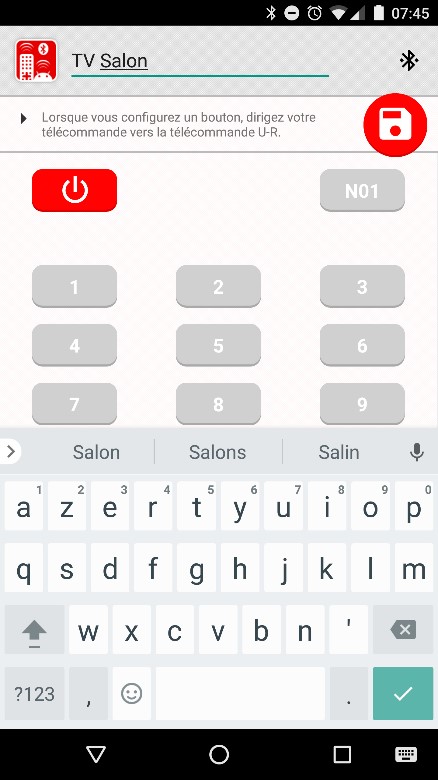 07:45
TV Salon
Lorsque vous configurez un bouton, dirigez votre
télécommande vers la télécommande U-R.
N01
1 2 3
4 5 6
7 8 9
Salon Salons Salin
1 2 3 4 5 6 7 8 9 0
a z e r t y u i o p
q s d f g h j k l m
w x c v b n '
?123 , .